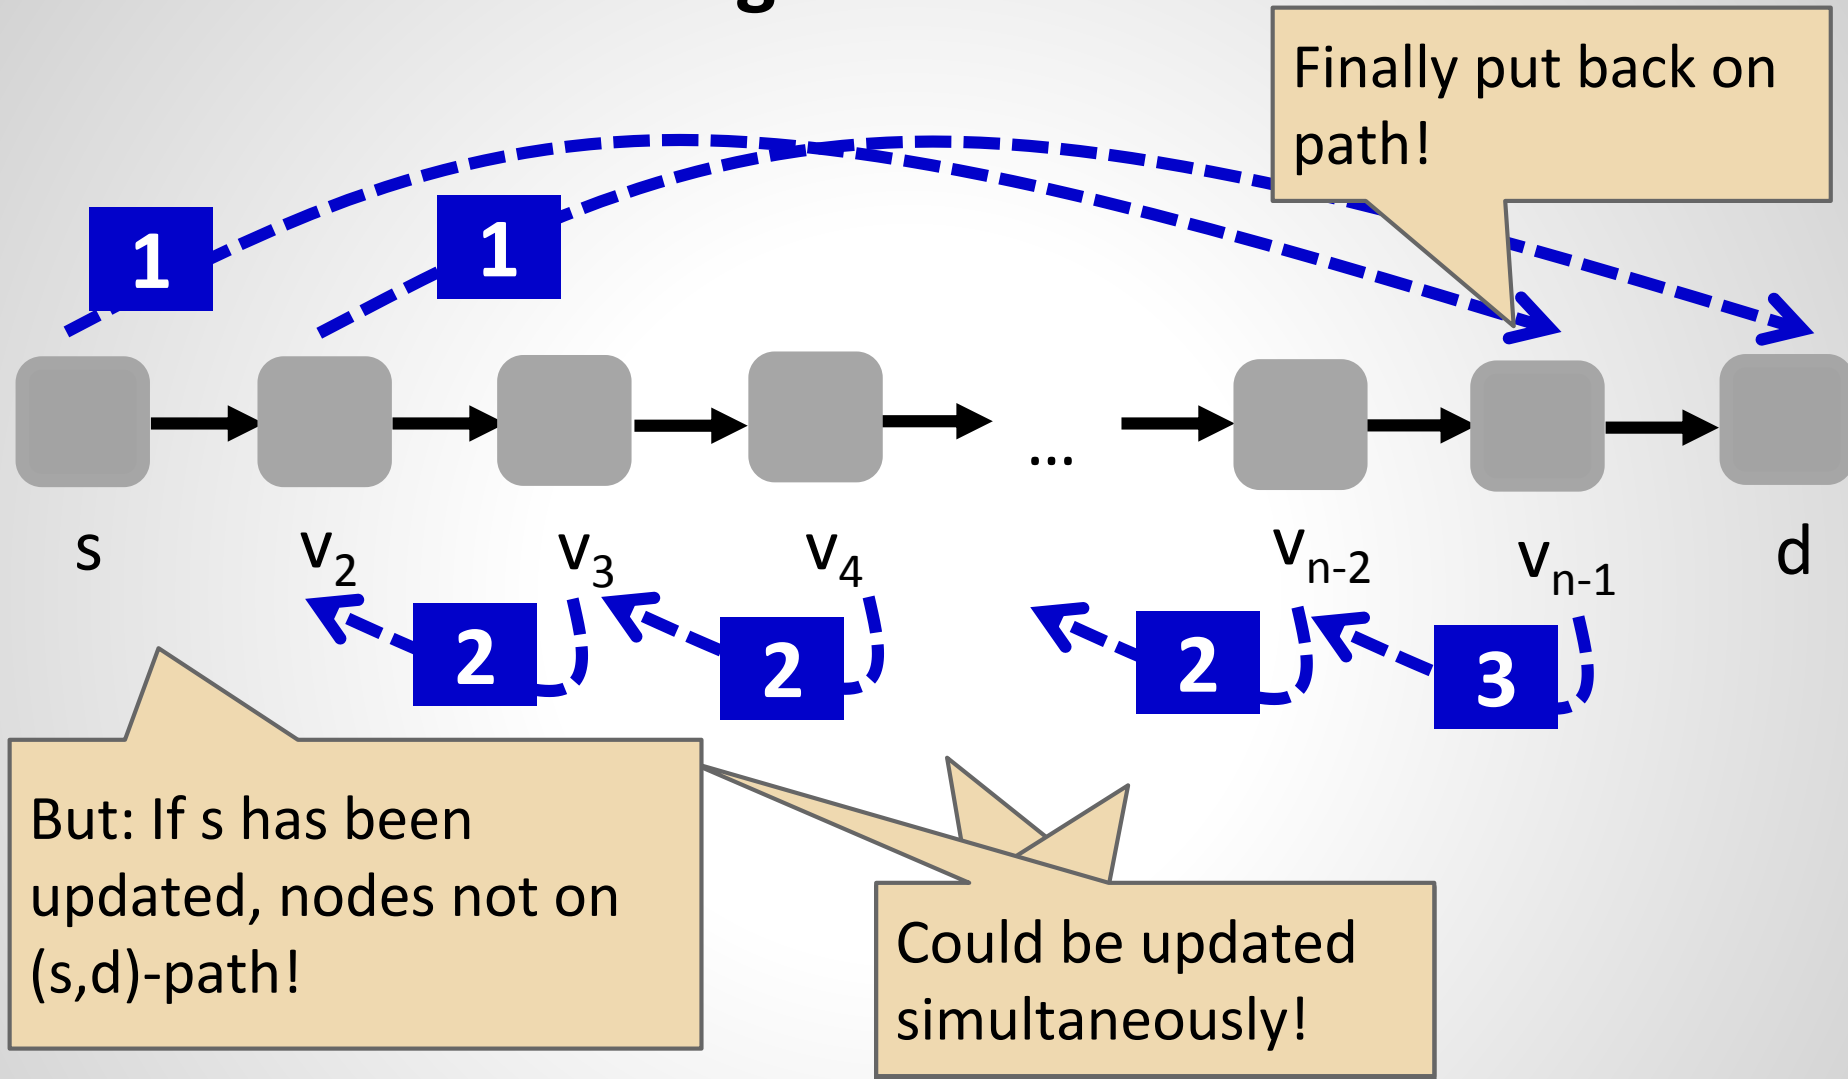 Finally put back on
path!
1
1
...
s
v2
v3
v4
vn-2
vn-1
d
2
2
2
3
But: If s has been
updated, nodes not on
(s,d)-path!
Could be updated
simultaneously!